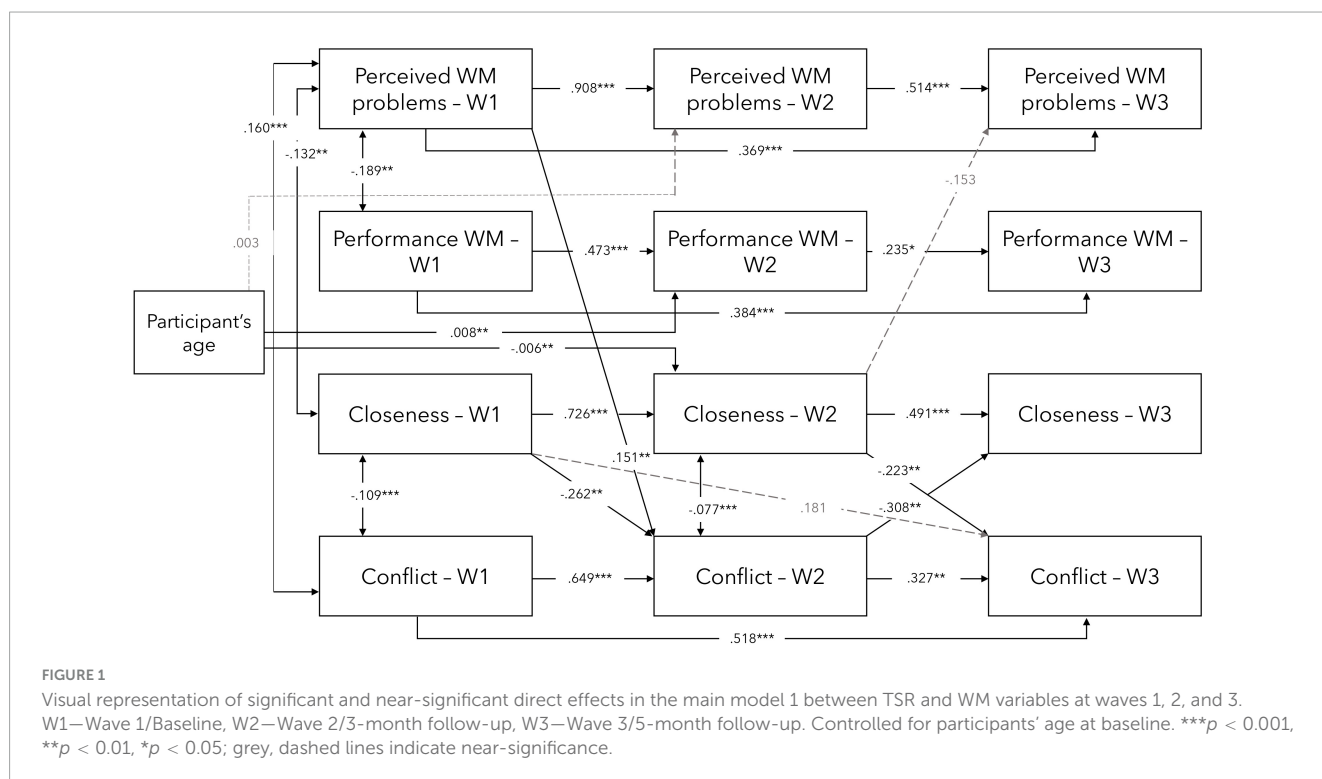 Perceived WM
problems – W1
.908***
Perceived WM
problems – W2
.514***
Perceived WM
problems – W3
.160***
-.132**
.369***
-.189**
-.153
.003
Performance WM –
W1
.473***
Performance WM –
W2
.235*
Performance WM –
W3
.384***
Participant's
age
.008**
-.006**
Closeness – W1
.726***
Closeness – W2
.491***
Closeness – W3
.151**
-.223**
-.109***
-.262**
-.077***
.181
-.308**
Conflict – W1
.649***
Conflict – W2
.327**
Conflict – W3
.518***
FIGURE 1
Visual representation of significant and near-significant direct effects in the main model 1 between TSR and WM variables at waves 1, 2, and 3.
W1—Wave 1/Baseline, W2—Wave 2/3-month follow-up, W3—Wave 3/5-month follow-up. Controlled for participants' age at baseline. ***p < 0.001,
**p < 0.01, *p < 0.05; grey, dashed lines indicate near-significance.